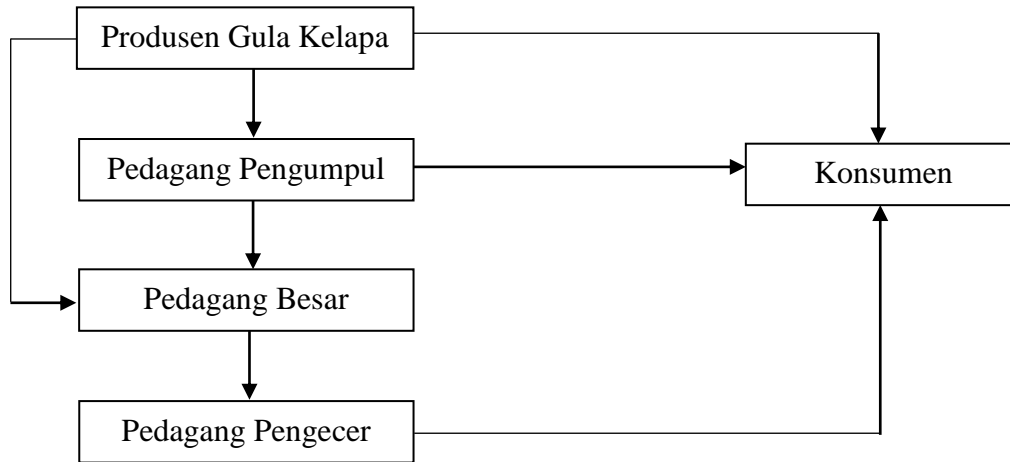 Produsen Gula Kelapa
Pedagang Pengumpul
Konsumen
Pedagang Besar
Pedagang Pengecer